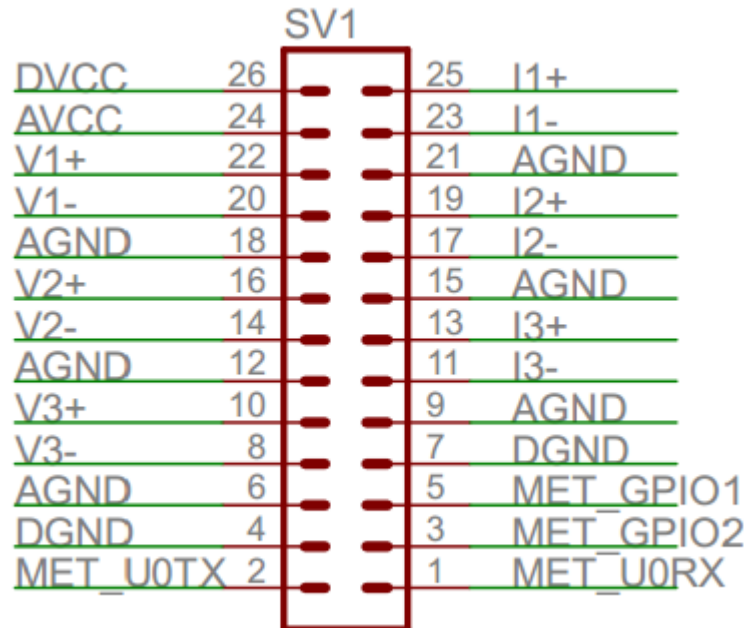 SV1
DVCC 26 25 I1+
AVCC 24 23 I1-
V1+ 22 21 AGND
V1- 20 19 I2+
AGND 18 17 I2-
V2+ 16 15 AGND
V2- 14 13 I3+
AGND 12 11 I3-
V3+ 10 9 AGND
V3- 8 7 DGND
AGND 6 5 MET_GPIO1
DGND 4 3 MET_GPIO2
MET_U0TX 2 1 MET_U0RX